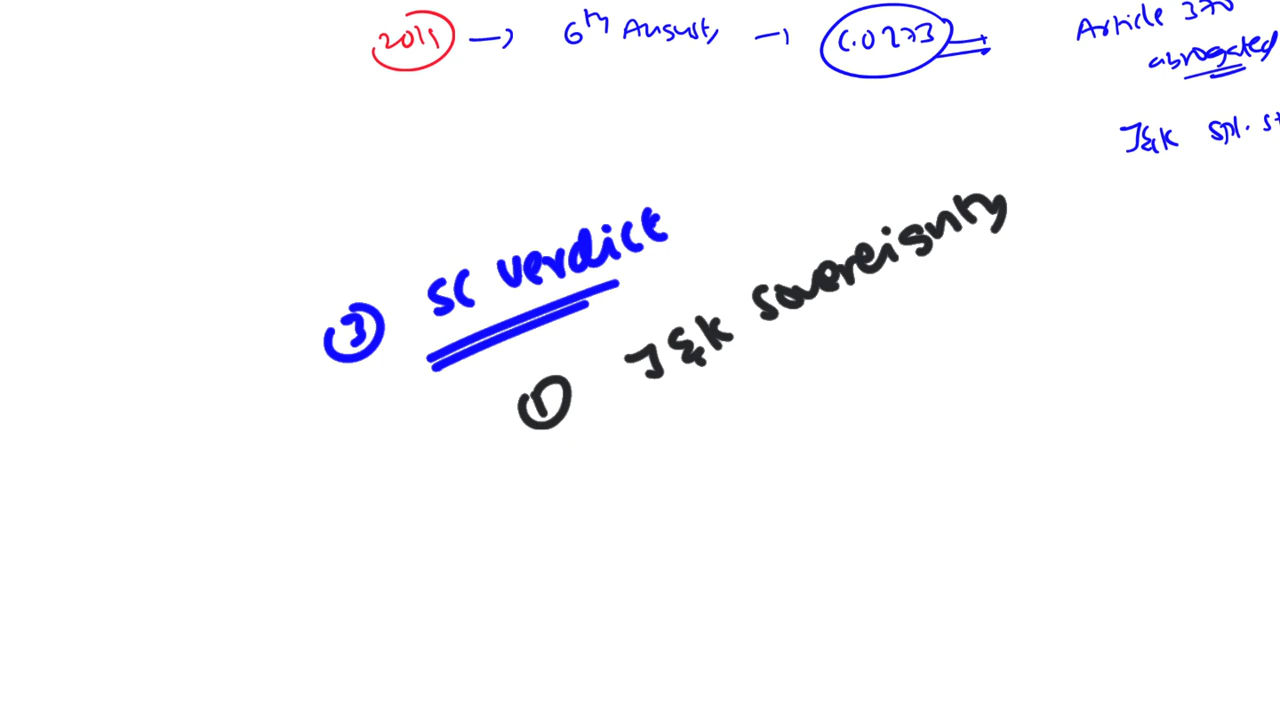 2019 → 6th August, → C.O 273 ⇒ Article 370
abrogated
J&K spl. st
③ SC verdict
① J&K sovereignty